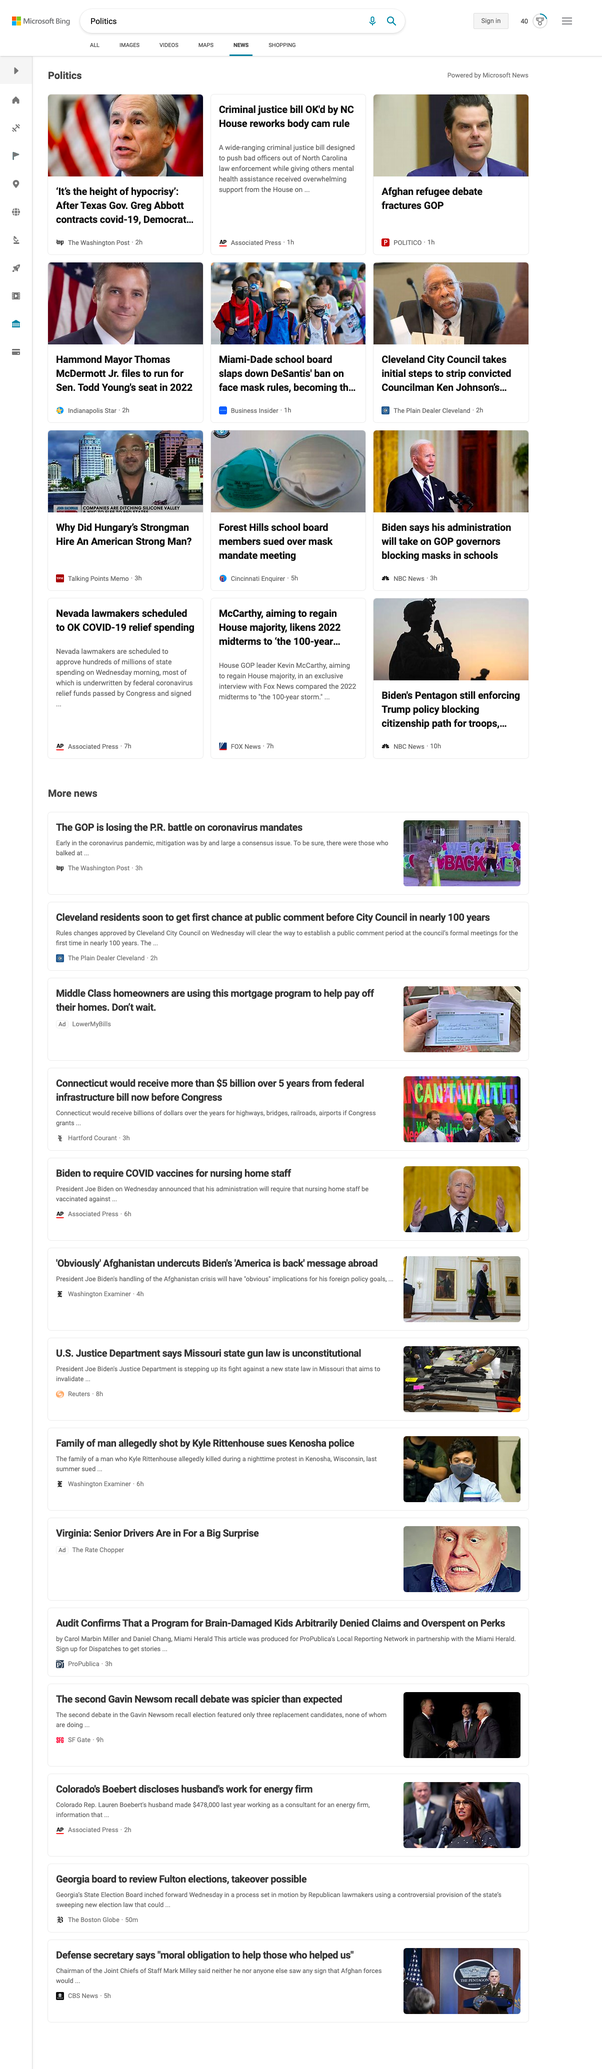 Microsoft Bing
Politics
Sign in
40
ALL
IMAGES
VIDEOS
MAPS
NEWS
SHOPPING
Politics
Powered by Microsoft News
'It's the height of hypocrisy':
After Texas Gov. Greg Abbott
contracts covid-19, Democrat...
The Washington Post · 2h
Criminal justice bill OK'd by NC
House reworks body cam rule
A wide-ranging criminal justice bill designed
to push bad officers out of North Carolina
law enforcement while giving others mental
health assistance received overwhelming
support from the House on ...
AP
Associated Press · 1h
Afghan refugee debate
fractures GOP
POLITICO · 1h
Hammond Mayor Thomas
McDermott Jr. files to run for
Sen. Todd Young's seat in 2022
Indianapolis Star · 2h
Miami-Dade school board
slaps down DeSantis' ban on
face mask rules, becoming th...
Business Insider · 1h
Cleveland City Council takes
initial steps to strip convicted
Councilman Ken Johnson's...
The Plain Dealer Cleveland · 2h
COMPANIES ARE DITCHING SILICONE VALLEY
Why Did Hungary's Strongman
Hire An American Strong Man?
Talking Points Memo · 3h
Forest Hills school board
members sued over mask
mandate meeting
Cincinnati Enquirer · 5h
Biden says his administration
will take on GOP governors
blocking masks in schools
NBC News · 3h
Nevada lawmakers scheduled
to OK COVID-19 relief spending
Nevada lawmakers are scheduled to
approve hundreds of millions of state
spending on Wednesday morning, most of
which is underwritten by federal coronavirus
relief funds passed by Congress and signed
...
AP
Associated Press · 7h
McCarthy, aiming to regain
House majority, likens 2022
midterms to 'the 100-year...
House GOP leader Kevin McCarthy, aiming
to regain House majority, in an exclusive
interview with Fox News compared the 2022
midterms to "the 100-year storm." ...
FOX News · 7h
Biden's Pentagon still enforcing
Trump policy blocking
citizenship path for troops,...
NBC News · 10h
More news
The GOP is losing the P.R. battle on coronavirus mandates
Early in the coronavirus pandemic, mitigation was by and large a consensus issue. To be sure, there were those who
balked at ...
The Washington Post · 3h
WELCOME
BACK
Cleveland residents soon to get first chance at public comment before City Council in nearly 100 years
Rules changes approved by Cleveland City Council on Wednesday will clear the way to establish a public comment period at the council's formal meetings for the
first time in nearly 100 years. The ...
The Plain Dealer Cleveland · 2h
Middle Class homeowners are using this mortgage program to help pay off
their homes. Don't wait.
Ad LowerMyBills
Connecticut would receive more than $5 billion over 5 years from federal
infrastructure bill now before Congress
Connecticut would receive billions of dollars over the years for highways, bridges, railroads, airports if Congress
grants ...
Hartford Courant · 3h
CAN'T WAIT!
Biden to require COVID vaccines for nursing home staff
President Joe Biden on Wednesday announced that his administration will require that nursing home staff be
vaccinated against ...
AP
Associated Press · 6h
'Obviously' Afghanistan undercuts Biden's 'America is back' message abroad
President Joe Biden's handling of the Afghanistan crisis will have "obvious" implications for his foreign policy goals, ...
Washington Examiner · 4h
U.S. Justice Department says Missouri state gun law is unconstitutional
President Joe Biden's Justice Department is stepping up its fight against a new state law in Missouri that aims to
invalidate ...
Reuters · 8h
Family of man allegedly shot by Kyle Rittenhouse sues Kenosha police
The family of a man who Kyle Rittenhouse allegedly killed during a nighttime protest in Kenosha, Wisconsin, last
summer sued ...
Washington Examiner · 6h
Virginia: Senior Drivers Are in For a Big Surprise
Ad The Rate Chopper
Audit Confirms That a Program for Brain-Damaged Kids Arbitrarily Denied Claims and Overspent on Perks
by Carol Marbin Miller and Daniel Chang, Miami Herald This article was produced for ProPublica's Local Reporting Network in partnership with the Miami Herald.
Sign up for Dispatches to get stories ...
ProPublica · 3h
The second Gavin Newsom recall debate was spicier than expected
The second debate in the Gavin Newsom recall election featured only three replacement candidates, none of whom
are doing ...
SF Gate · 9h
Colorado's Boebert discloses husband's work for energy firm
Colorado Rep. Lauren Boebert's husband made $478,000 last year working as a consultant for an energy firm,
information that ...
AP
Associated Press · 2h
Georgia board to review Fulton elections, takeover possible
Georgia's State Election Board inched forward Wednesday in a process set in motion by Republican lawmakers using a controversial provision of the state's
sweeping new election law that could ...
The Boston Globe · 50m
Defense secretary says "moral obligation to help those who helped us"
Chairman of the Joint Chiefs of Staff Mark Milley said neither he nor anyone else saw any sign that Afghan forces
would ...
CBS News · 5h